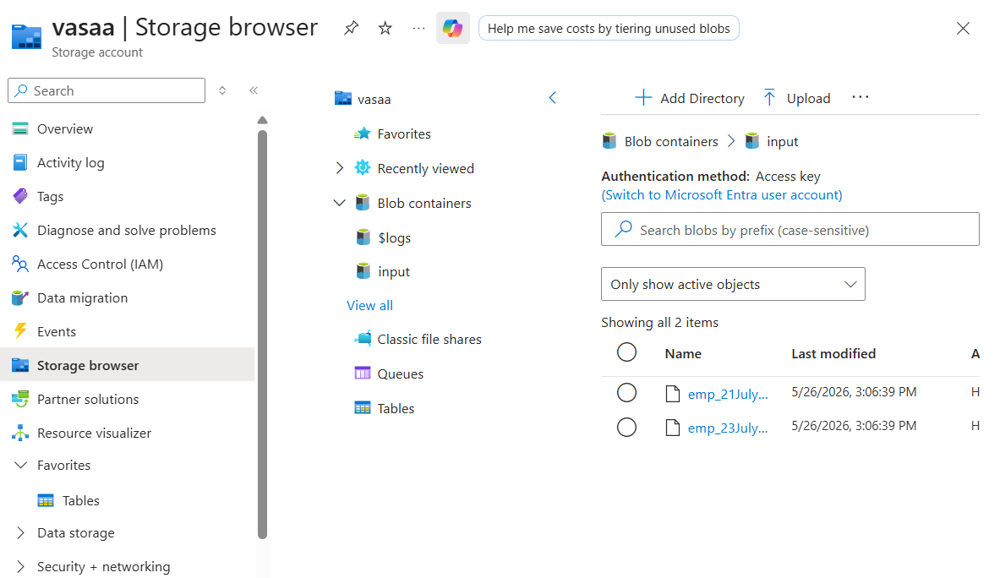 vasaa | Storage browser
Storage account
Help me save costs by tiering unused blobs
Search
Overview
Activity log
Tags
Diagnose and solve problems
Access Control (IAM)
Data migration
Events
Storage browser
Partner solutions
Resource visualizer
Favorites
Tables
Data storage
Security + networking
vasaa
Favorites
Recently viewed
Blob containers
$logs
input
View all
Classic file shares
Queues
Tables
Add Directory Upload
Blob containers > input
Authentication method: Access key
(Switch to Microsoft Entra user account)
Search blobs by prefix (case-sensitive)
Only show active objects
Showing all 2 items
Name Last modified A
emp_21July... 5/26/2026, 3:06:39 PM H
emp_23July... 5/26/2026, 3:06:39 PM H